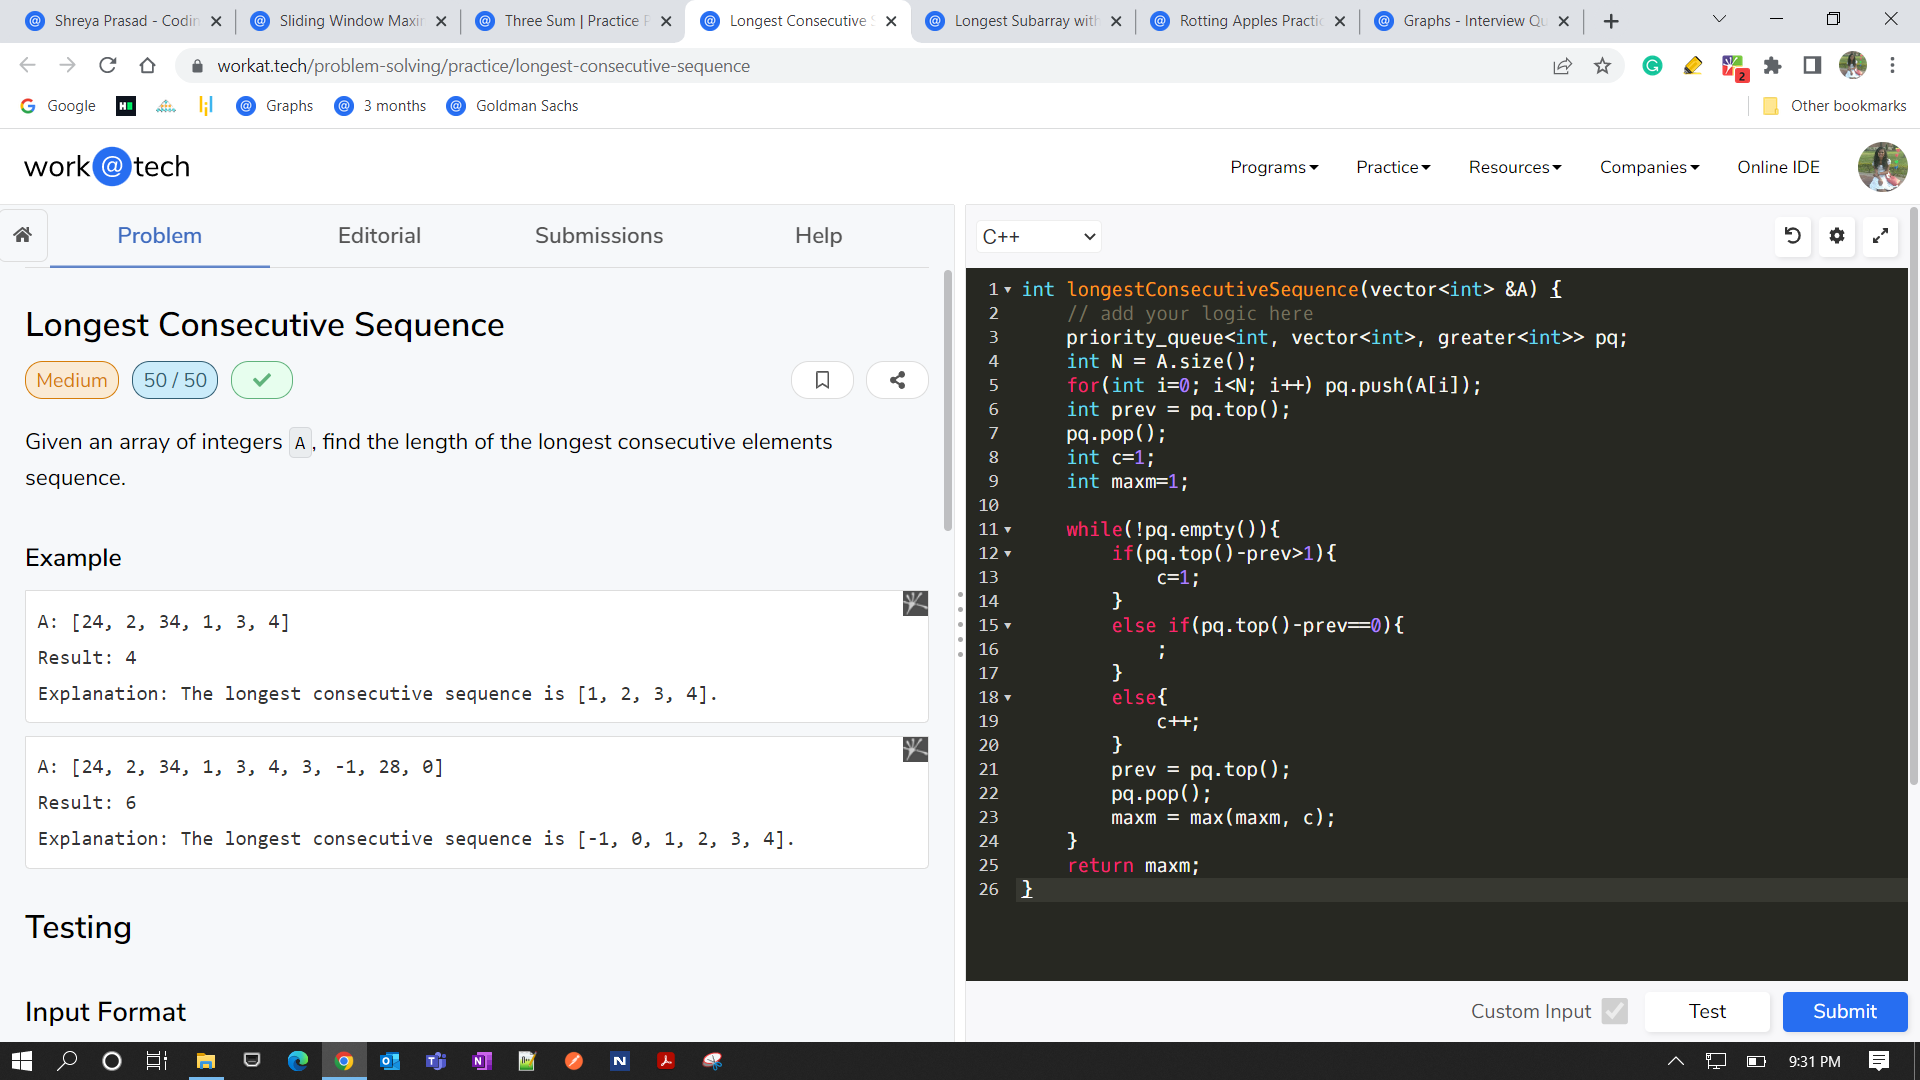 Shreya Prasad - Codin
Sliding Window Maxin
Three Sum | Practice P
Longest Consecutive S
Longest Subarray with
Rotting Apples Practic
Graphs - Interview Qu
workat.tech/problem-solving/practice/longest-consecutive-sequence
2
Google
Graphs
3 months
Goldman Sachs
Other bookmarks
work@tech
Programs
Practice
Resources
Companies
Online IDE
Problem
Editorial
Submissions
Help
C++
Longest Consecutive Sequence
Medium
50 / 50
Given an array of integers A, find the length of the longest consecutive elements
sequence.
Example
A: [24, 2, 34, 1, 3, 4]
Result: 4
Explanation: The longest consecutive sequence is [1, 2, 3, 4].
A: [24, 2, 34, 1, 3, 4, 3, -1, 28, 0]
Result: 6
Explanation: The longest consecutive sequence is [-1, 0, 1, 2, 3, 4].
Testing
Input Format
1 int longestConsecutiveSequence(vector<int> &A) {
2 // add your logic here
3 priority_queue<int, vector<int>, greater<int>> pq;
4 int N = A.size();
5 for(int i=0; i<N; i++) pq.push(A[i]);
6 int prev = pq.top();
7 pq.pop();
8 int c=1;
9 int maxm=1;
10
11 while(!pq.empty()){
12 if(pq.top()-prev>1){
13 c=1;
14 }
15 else if(pq.top()-prev==0){
16 ;
17 }
18 else{
19 c++;
20 }
21 prev = pq.top();
22 pq.pop();
23 maxm = max(maxm, c);
24 }
25 return maxm;
26 }
Custom Input
Test
Submit
9:31 PM